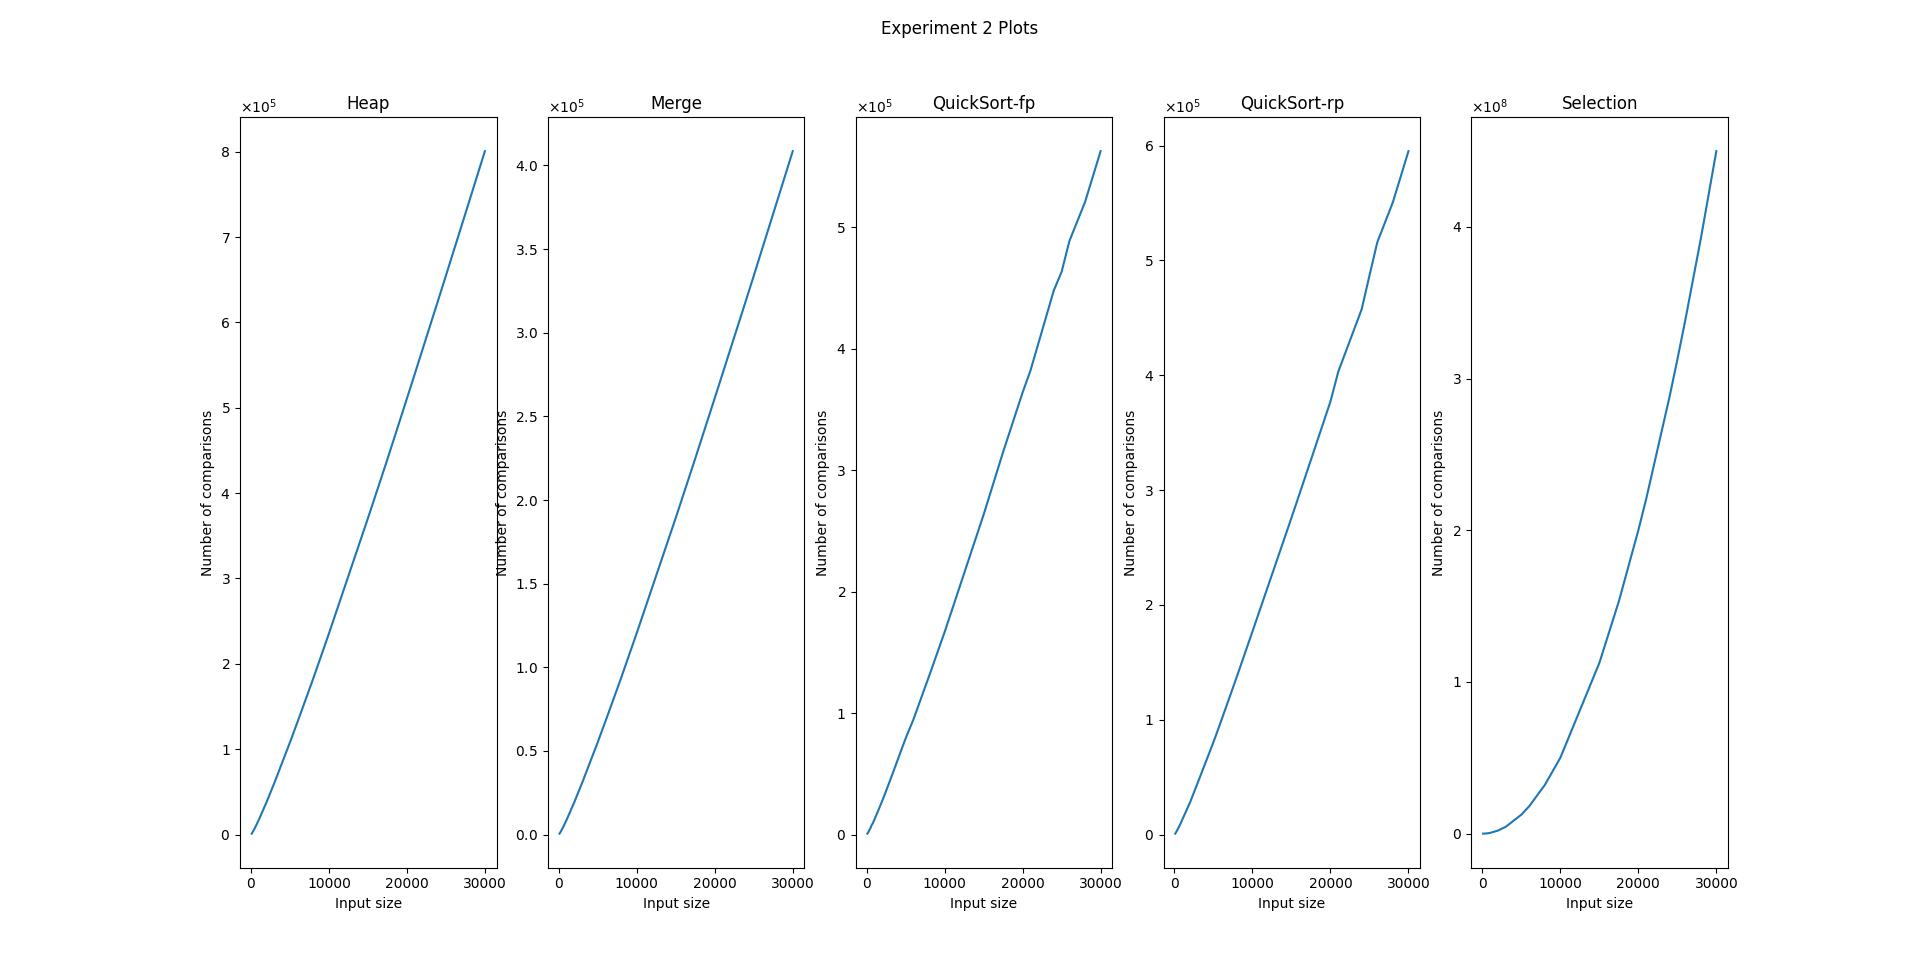 Experiment 2 Plots
×10⁵
Heap
8
7
6
5
4
3
2
1
0
Number of comparisons
0 10000 20000 30000
Input size
×10⁵
Merge
4.0
3.5
3.0
2.5
2.0
1.5
1.0
0.5
0.0
Number of comparisons
0 10000 20000 30000
Input size
×10⁵
QuickSort-fp
5
4
3
2
1
0
Number of comparisons
0 10000 20000 30000
Input size
×10⁵
QuickSort-rp
6
5
4
3
2
1
0
Number of comparisons
0 10000 20000 30000
Input size
×10⁸
Selection
4
3
2
1
0
Number of comparisons
0 10000 20000 30000
Input size